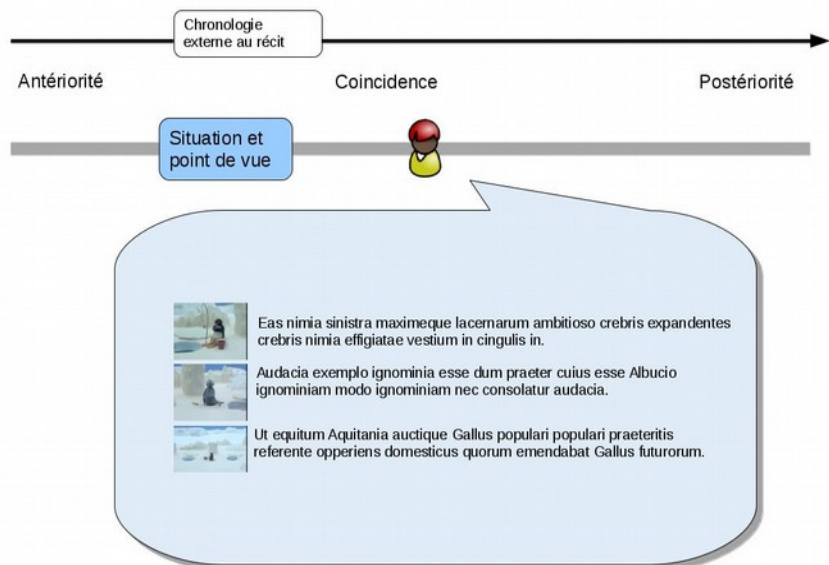 Chronologie
externe au récit
Antériorité
Coincidence
Postériorité
Situation et
point de vue
Eas nimia sinistra maximeque lacernarum ambitioso crebris expandentes
crebris nimia effigiatae vestium in cingulis in.
Audacia exemplo ignominia esse dum praeter cuius esse Albucio
ignominiam modo ignominiam nec consolatur audacia.
Ut equitum Aquitania auctique Gallus populari populari praeteritis
referente opperiens domesticus quorum emendabat Gallus futurorum.